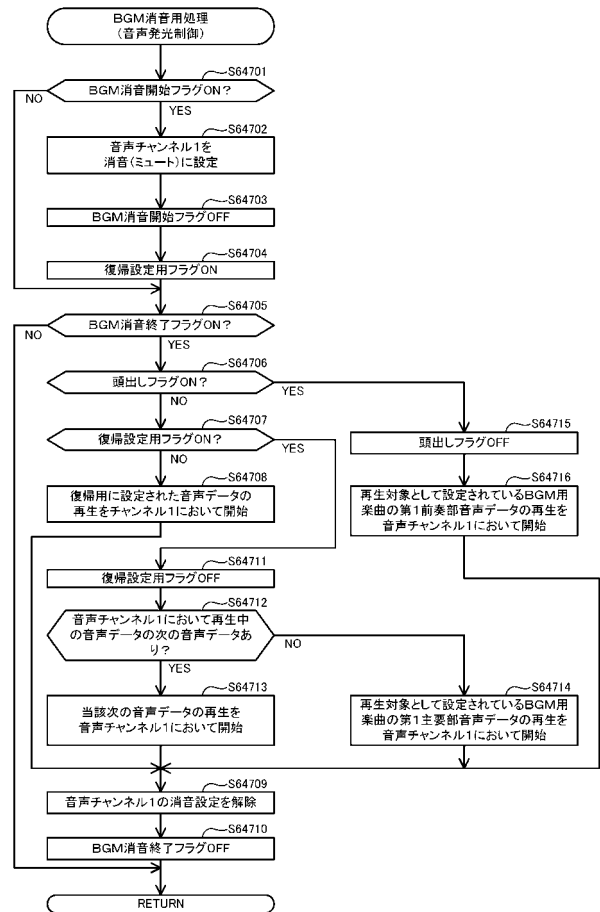 BGM消音用処理
(音声発光制御)
S64701
BGM消音開始フラグON?
NO
YES
S64702
音声チャンネル1を
消音(ミュート)に設定
S64703
BGM消音開始フラグOFF
S64704
復帰設定用フラグON
S64705
BGM消音終了フラグON?
NO
YES
S64706
頭出しフラグON?
YES
NO
S64707
復帰設定用フラグON?
YES
NO
S64715
頭出しフラグOFF
S64708
復帰用に設定された音声データの
再生をチャンネル1において開始
S64716
再生対象として設定されているBGM用
楽曲の第1前奏部音声データの再生を
音声チャンネル1において開始
S64711
復帰設定用フラグOFF
S64712
音声チャンネル1において再生中
の音声データの次の音声データあ
り?
NO
YES
S64713
当該次の音声データの再生を
音声チャンネル1において開始
S64714
再生対象として設定されているBGM用
楽曲の第1主要部音声データの再生を
音声チャンネル1において開始
S64709
音声チャンネル1の消音設定を解除
S64710
BGM消音終了フラグOFF
RETURN